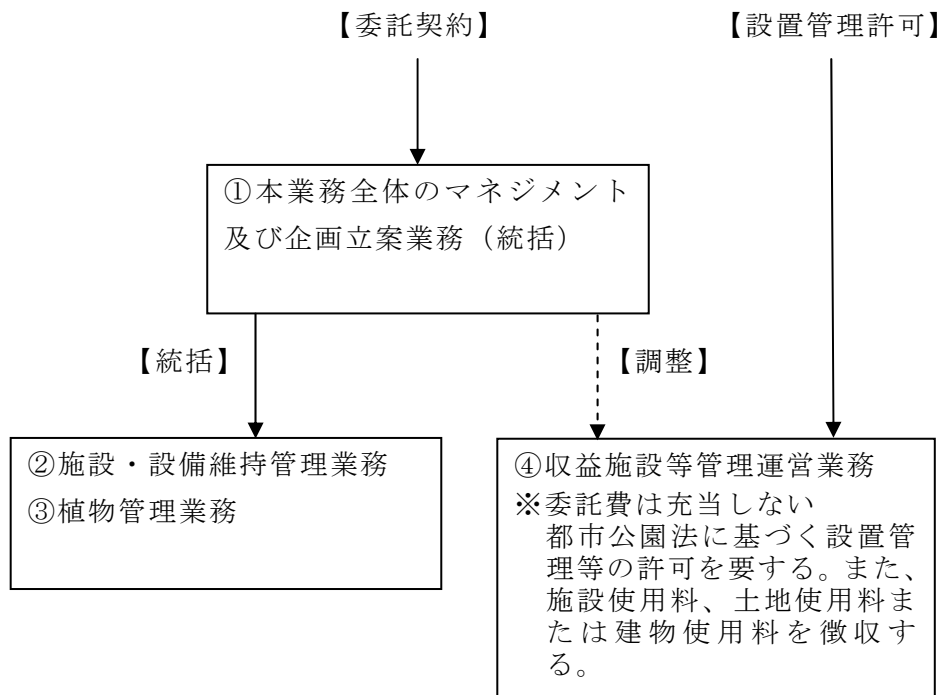 【委託契約】
【設置管理許可】
①本業務全体のマネジメント
及び企画立案業務（統括）
【統括】
【調整】
②施設・設備維持管理業務
③植物管理業務
④収益施設等管理運営業務
※委託費は充当しない
都市公園法に基づく設置管
理等の許可を要する。また、
施設使用料、土地使用料ま
たは建物使用料を徴収す
る。